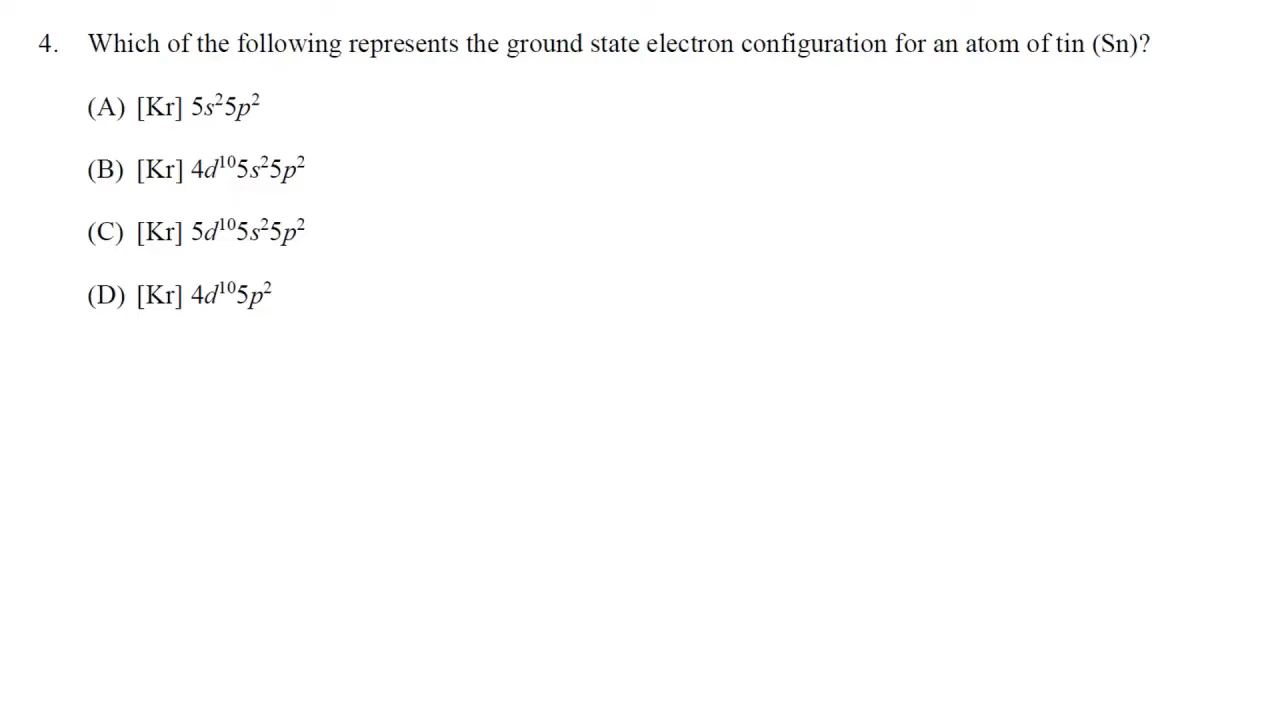 4. Which of the following represents the ground state electron configuration for an atom of tin (Sn)?
(A) [Kr] 5s²5p²
(B) [Kr] 4d¹⁰5s²5p²
(C) [Kr] 5d¹⁰5s²5p²
(D) [Kr] 4d¹⁰5p²